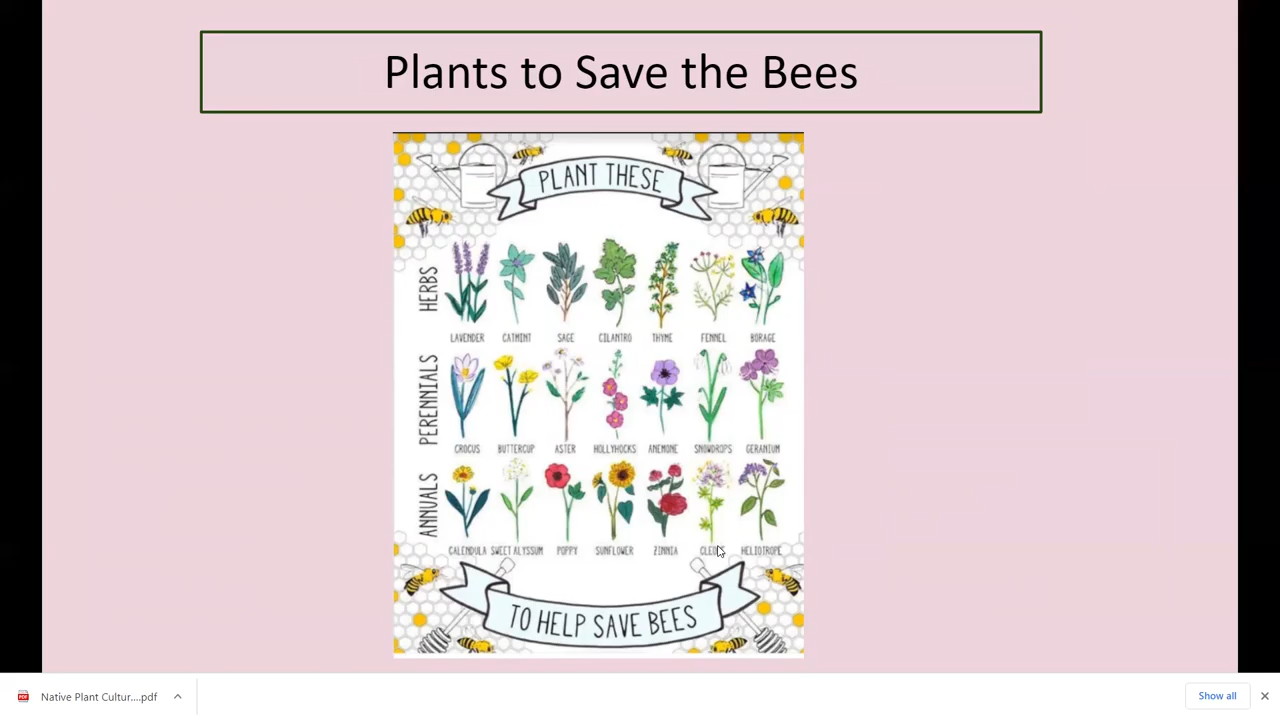 Plants to Save the Bees
PLANT THESE
HERBS
LAVENDER CATMINT SAGE CILANTRO THYME FENNEL BORAGE
PERENNIALS
CROCUS BUTTERCUP ASTER HOLLYHOCKS ANEMONE SNOWDROPS GERANIUM
ANNUALS
CALENDULA SWEET ALYSSUM POPPY SUNFLOWER ZINNIA HELIOTROPE
TO HELP SAVE BEES
Native Plant Cultur....pdf
Show all